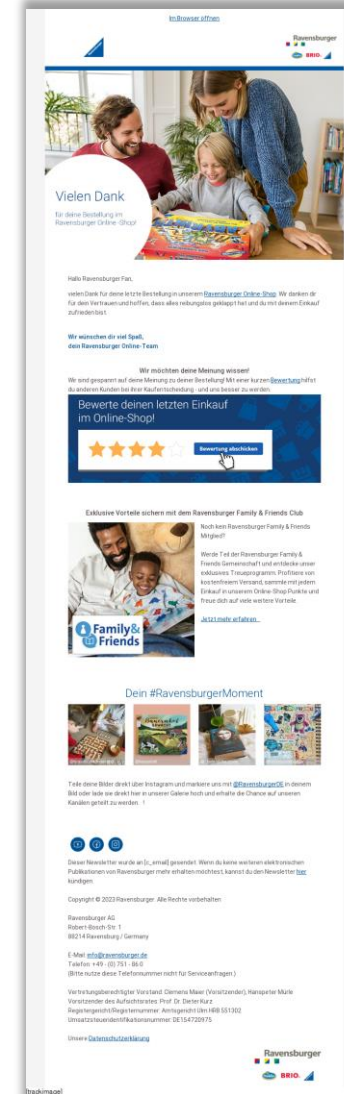 Im Browser öffnen
Ravensburger
BRIO
Vielen Dank
für deine Bestellung im
Ravensburger Online-Shop!
Hallo Ravensburger Fan,
vielen Dank für deine letzte Bestellung in unserem Ravensburger Online-Shop. Wir danken dir
für dein Vertrauen und hoffen, dass alles reibungslos geklappt hat und du mit deinem Einkauf
zufrieden bist.
Wir wünschen dir viel Spaß,
dein Ravensburger Online-Team
Wir möchten deine Meinung wissen!
Wir sind gespannt auf deine Meinung zu deiner Bestellung! Mit einer kurzen Bewertung hilfst
du anderen Kunden bei ihrer Kaufentscheidung - und uns besser zu werden.
Bewerte deinen letzten Einkauf
im Online-Shop!
Bewertung abschicken
Exklusive Vorteile sichern mit dem Ravensburger Family & Friends Club
Noch kein Ravensburger Family & Friends
Mitglied?
Werde Teil der Ravensburger Family &
Friends Gemeinschaft und entdecke unser
exklusives Treueprogramm. Profitiere von
kostenfreiem Versand, sammle mit jedem
Einkauf in unserem Online-Shop Punkte und
freue dich auf viele weitere Vorteile.
Jetzt mehr erfahren
Family&
Friends
Dein #RavensburgerMoment
Teile deine Bilder direkt über Instagram und markiere uns mit @RavensburgerDE in deinem
Bild oder lade sie direkt hier in unserer Galerie hoch und erhalte die Chance auf unseren
Kanälen geteilt zu werden. !
Dieser Newsletter wurde an [c_email] gesendet. Wenn du keine weiteren elektronischen
Publikationen von Ravensburger mehr erhalten möchtest, kannst du den Newsletter hier
kündigen.
Copyright © 2023 Ravensburger. Alle Rechte vorbehalten
Ravensburger AG
Robert-Bosch-Str. 1
88214 Ravensburg / Germany
E-Mail: info@ravensburger.de
Telefon: +49 - (0) 751 - 86 0
(Bitte nutze diese Telefonnummer nicht für Serviceanfragen.)
Vertretungsberechtigter Vorstand: Clemens Maier (Vorsitzender), Hanspeter Mürle
Vorsitzender des Aufsichtsrates: Prof. Dr. Dieter Kurz
Registergericht/Registernummer: Amtsgericht Ulm HRB 551302
Umsatzsteueridentifikationsnummer: DE154720975
Unsere Datenschutzerklärung
Ravensburger
BRIO
[trackimage]